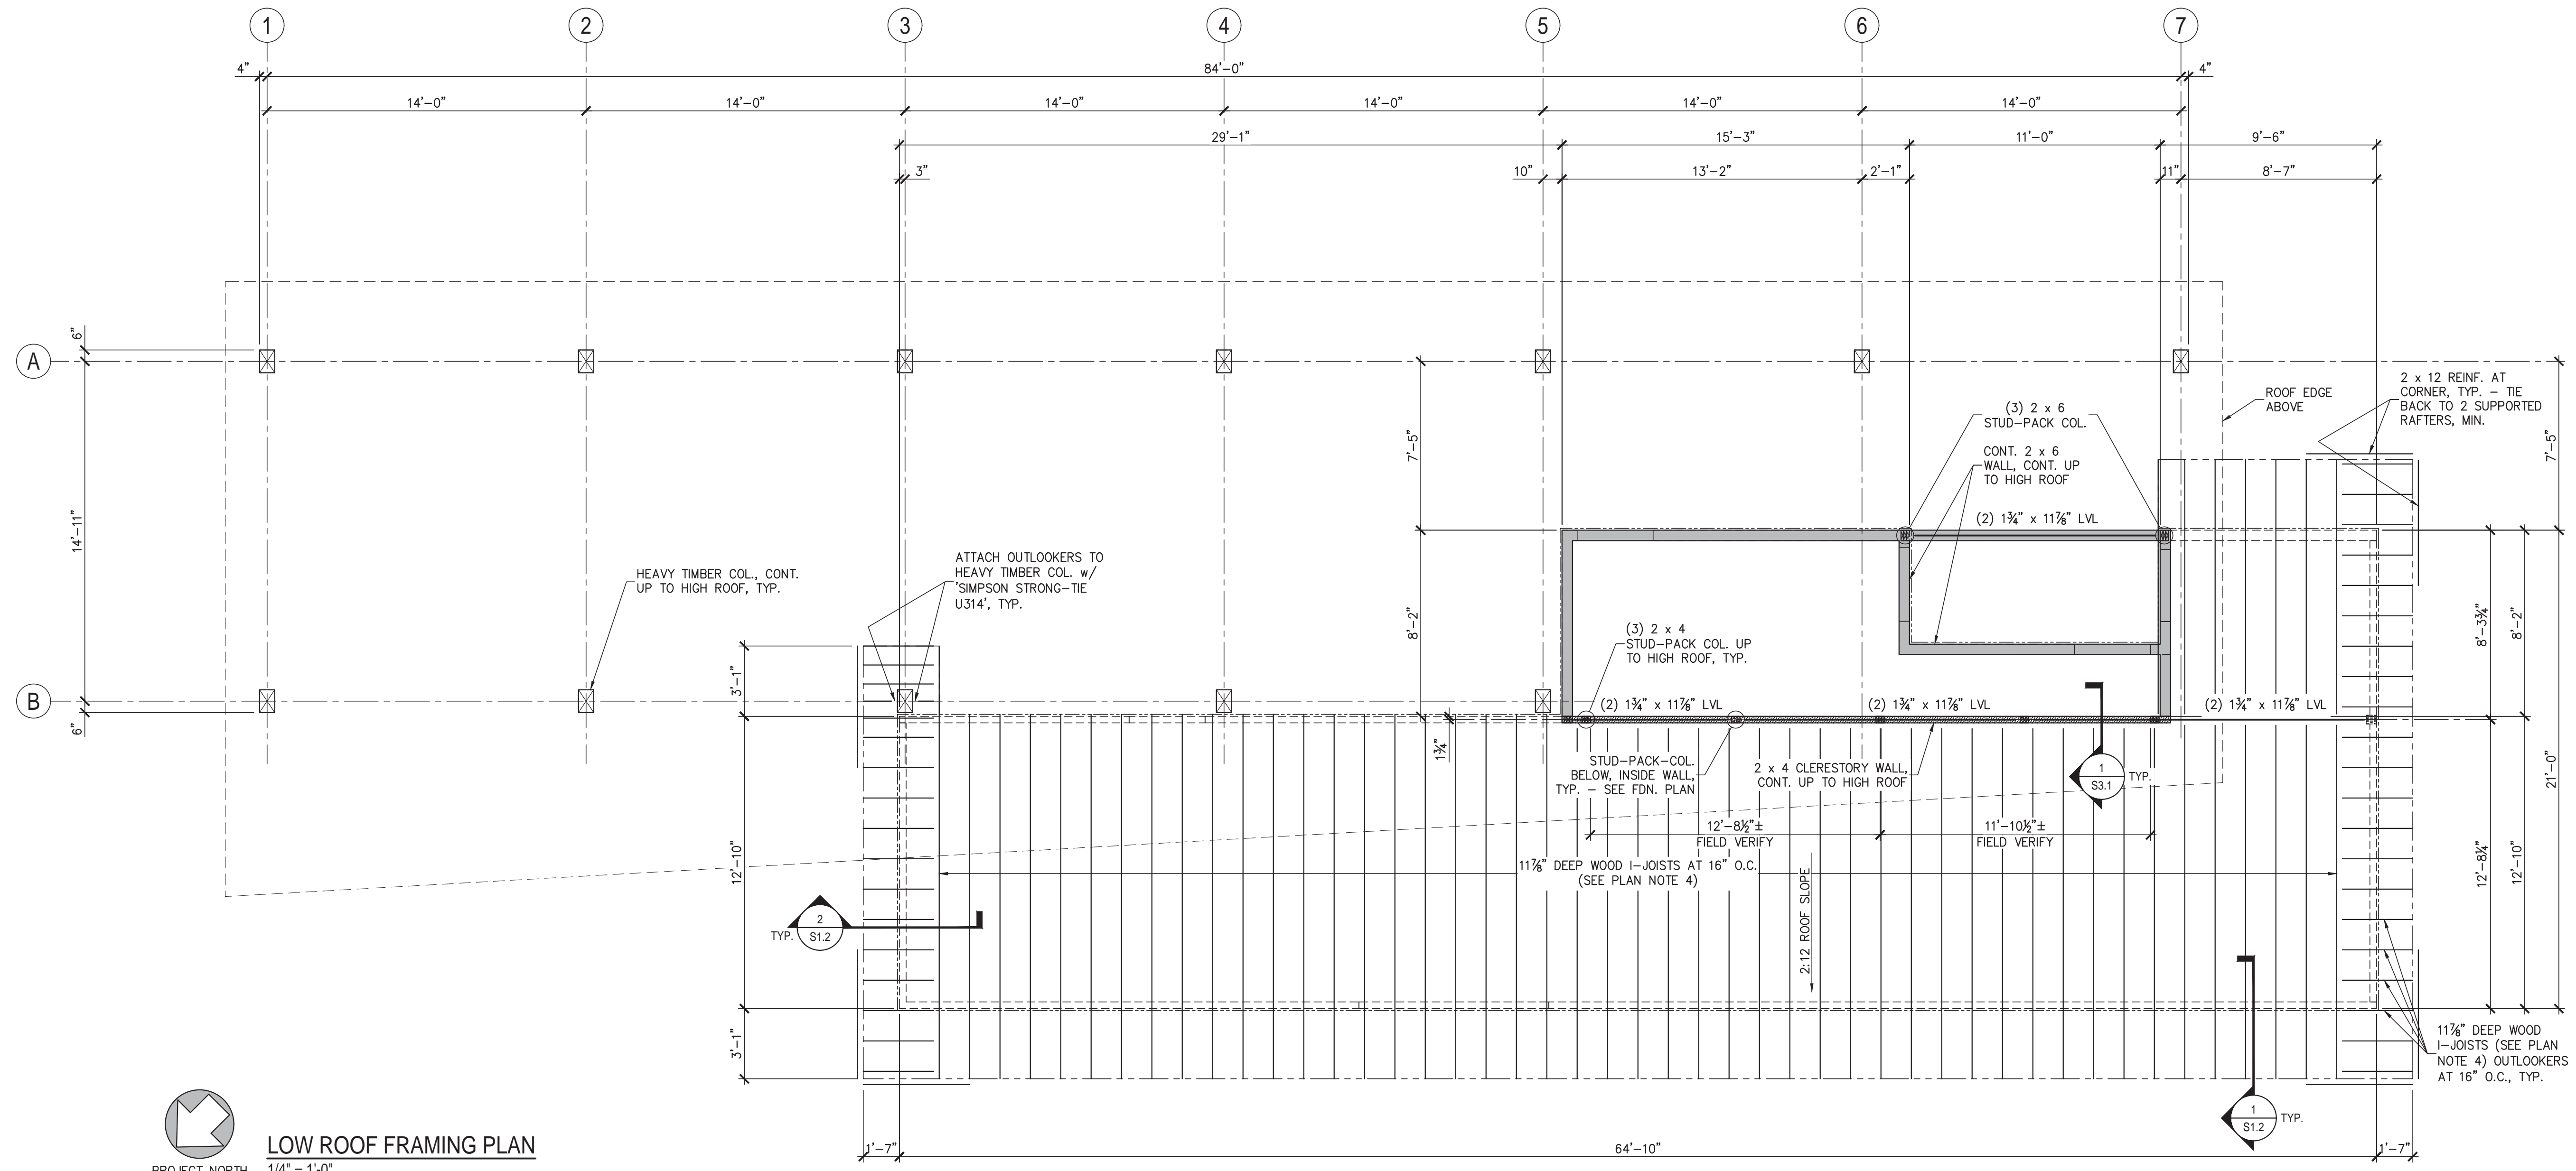 1
2
3
4
5
6
7
4"
84'-0"
4"
14'-0"
14'-0"
14'-0"
14'-0"
14'-0"
14'-0"
29'-1"
15'-3"
11'-0"
9'-6"
3"
10"
13'-2"
2'-1"
11"
8'-7"
A
B
6"
14'-11"
6"
7'-5"
8'-2"
1¾"
HEAVY TIMBER COL., CONT.
UP TO HIGH ROOF, TYP.
ATTACH OUTLOOKERS TO
HEAVY TIMBER COL. w/
'SIMPSON STRONG-TIE
U314', TYP.
(3) 2 x 6
STUD-PACK COL.
CONT. 2 x 6
WALL, CONT. UP
TO HIGH ROOF
(2) 1¾" x 11⅞" LVL
ROOF EDGE
ABOVE
2 x 12 REINF. AT
CORNER, TYP. – TIE
BACK TO 2 SUPPORTED
RAFTERS, MIN.
7'-5"
(3) 2 x 4
STUD-PACK COL. UP
TO HIGH ROOF, TYP.
(2) 1¾" x 11⅞" LVL
(2) 1¾" x 11⅞" LVL
(2) 1¾" x 11⅞" LVL
8'-3¾"
8'-2"
21'-0"
12'-8¼"
12'-10"
STUD-PACK-COL.
BELOW, INSIDE WALL,
TYP. – SEE FDN. PLAN
2 x 4 CLERESTORY WALL,
CONT. UP TO HIGH ROOF
1
S3.1
TYP.
12'-8½"±
FIELD VERIFY
11'-10½"±
FIELD VERIFY
11⅞" DEEP WOOD I-JOISTS AT 16" O.C.
(SEE PLAN NOTE 4)
2:12 ROOF SLOPE
3'-1"
12'-10"
3'-1"
TYP.
2
S1.2
11⅞" DEEP WOOD
I-JOISTS (SEE PLAN
NOTE 4) OUTLOOKERS
AT 16" O.C., TYP.
1
S1.2
TYP.
1'-7"
64'-10"
1'-7"
LOW ROOF FRAMING PLAN
1/4" = 1'-0"
PROJECT NORTH